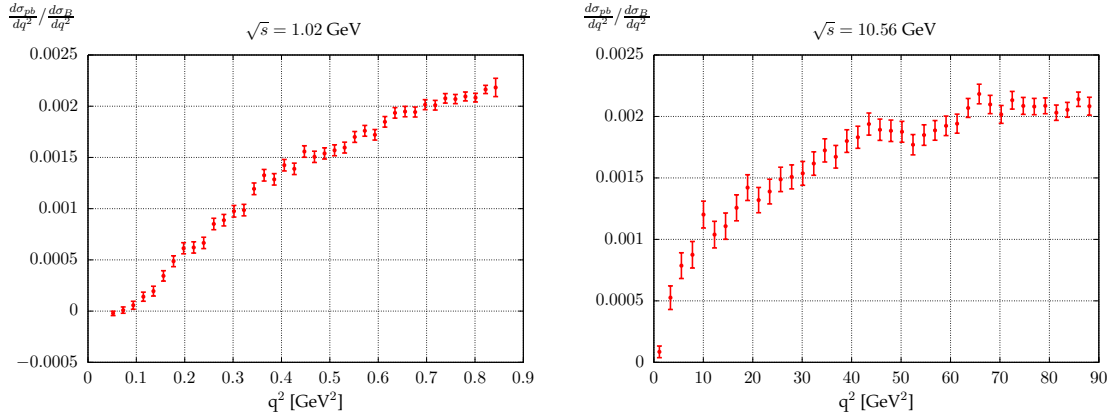 dσ_pb/dq² / dσ_B/dq²
√s = 1.02 GeV
0.0025
0.002
0.0015
0.001
0.0005
0
−0.0005
0 0.1 0.2 0.3 0.4 0.5 0.6 0.7 0.8 0.9
q² [GeV²]
dσ_pb/dq² / dσ_B/dq²
√s = 10.56 GeV
0.0025
0.002
0.0015
0.001
0.0005
0
0 10 20 30 40 50 60 70 80 90
q² [GeV²]